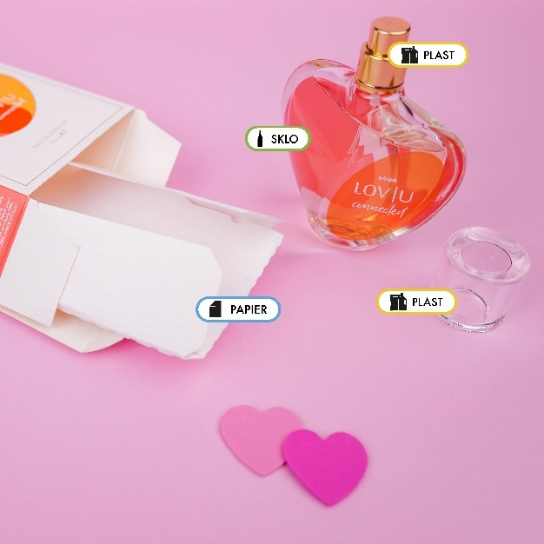 PLAST
SKLO
AVON
LOV|U
connected
PAPIER
PLAST